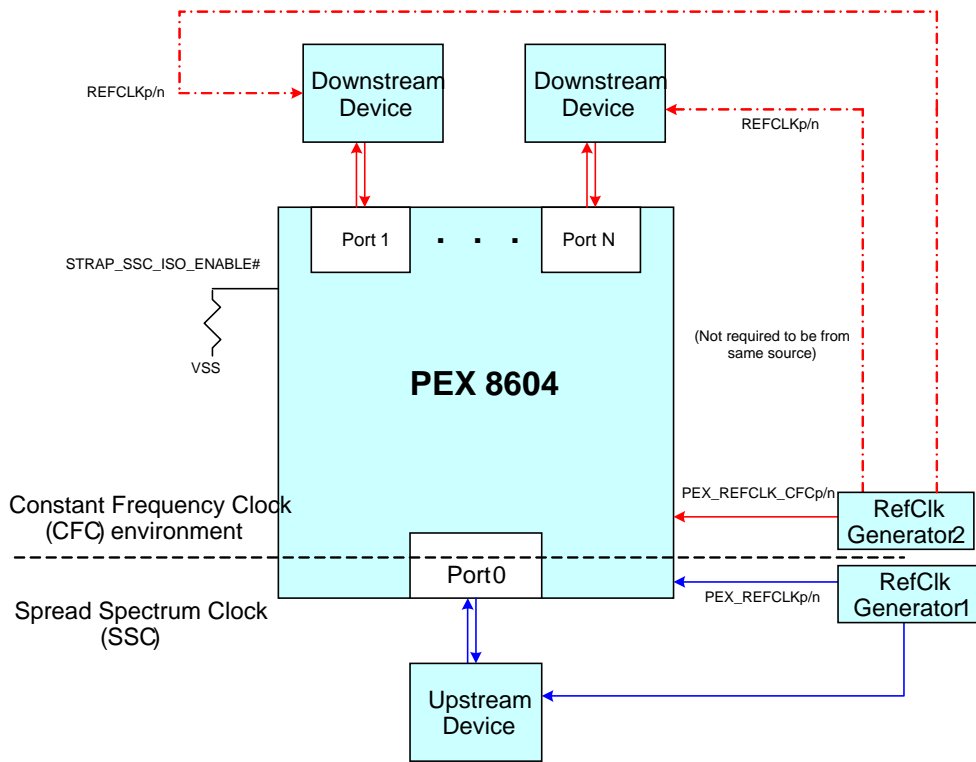 Downstream
Device
Downstream
Device
REFCLKp/n
REFCLKp/n
Port 1
. . .
Port N
STRAP_SSC_ISO_ENABLE#
VSS
(Not required to be from
same source)
PEX 8604
Constant Frequency Clock
(CFC) environment
PEX_REFCLK_CFCp/n
RefClk
Generator2
Port0
Spread Spectrum Clock
(SSC)
PEX_REFCLKp/n
RefClk
Generator1
Upstream
Device